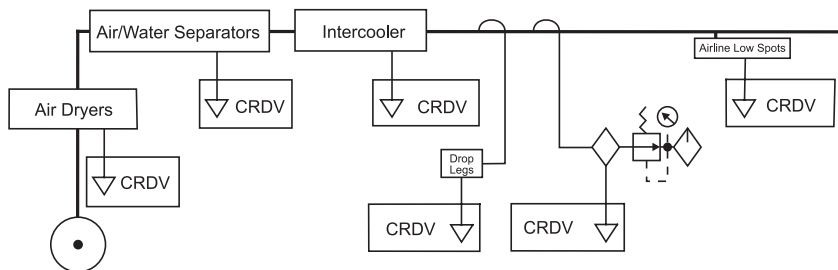 Air/Water Separators
Intercooler
Airline Low Spots
CRDV
CRDV
CRDV
Air Dryers
CRDV
Drop
Legs
CRDV
CRDV